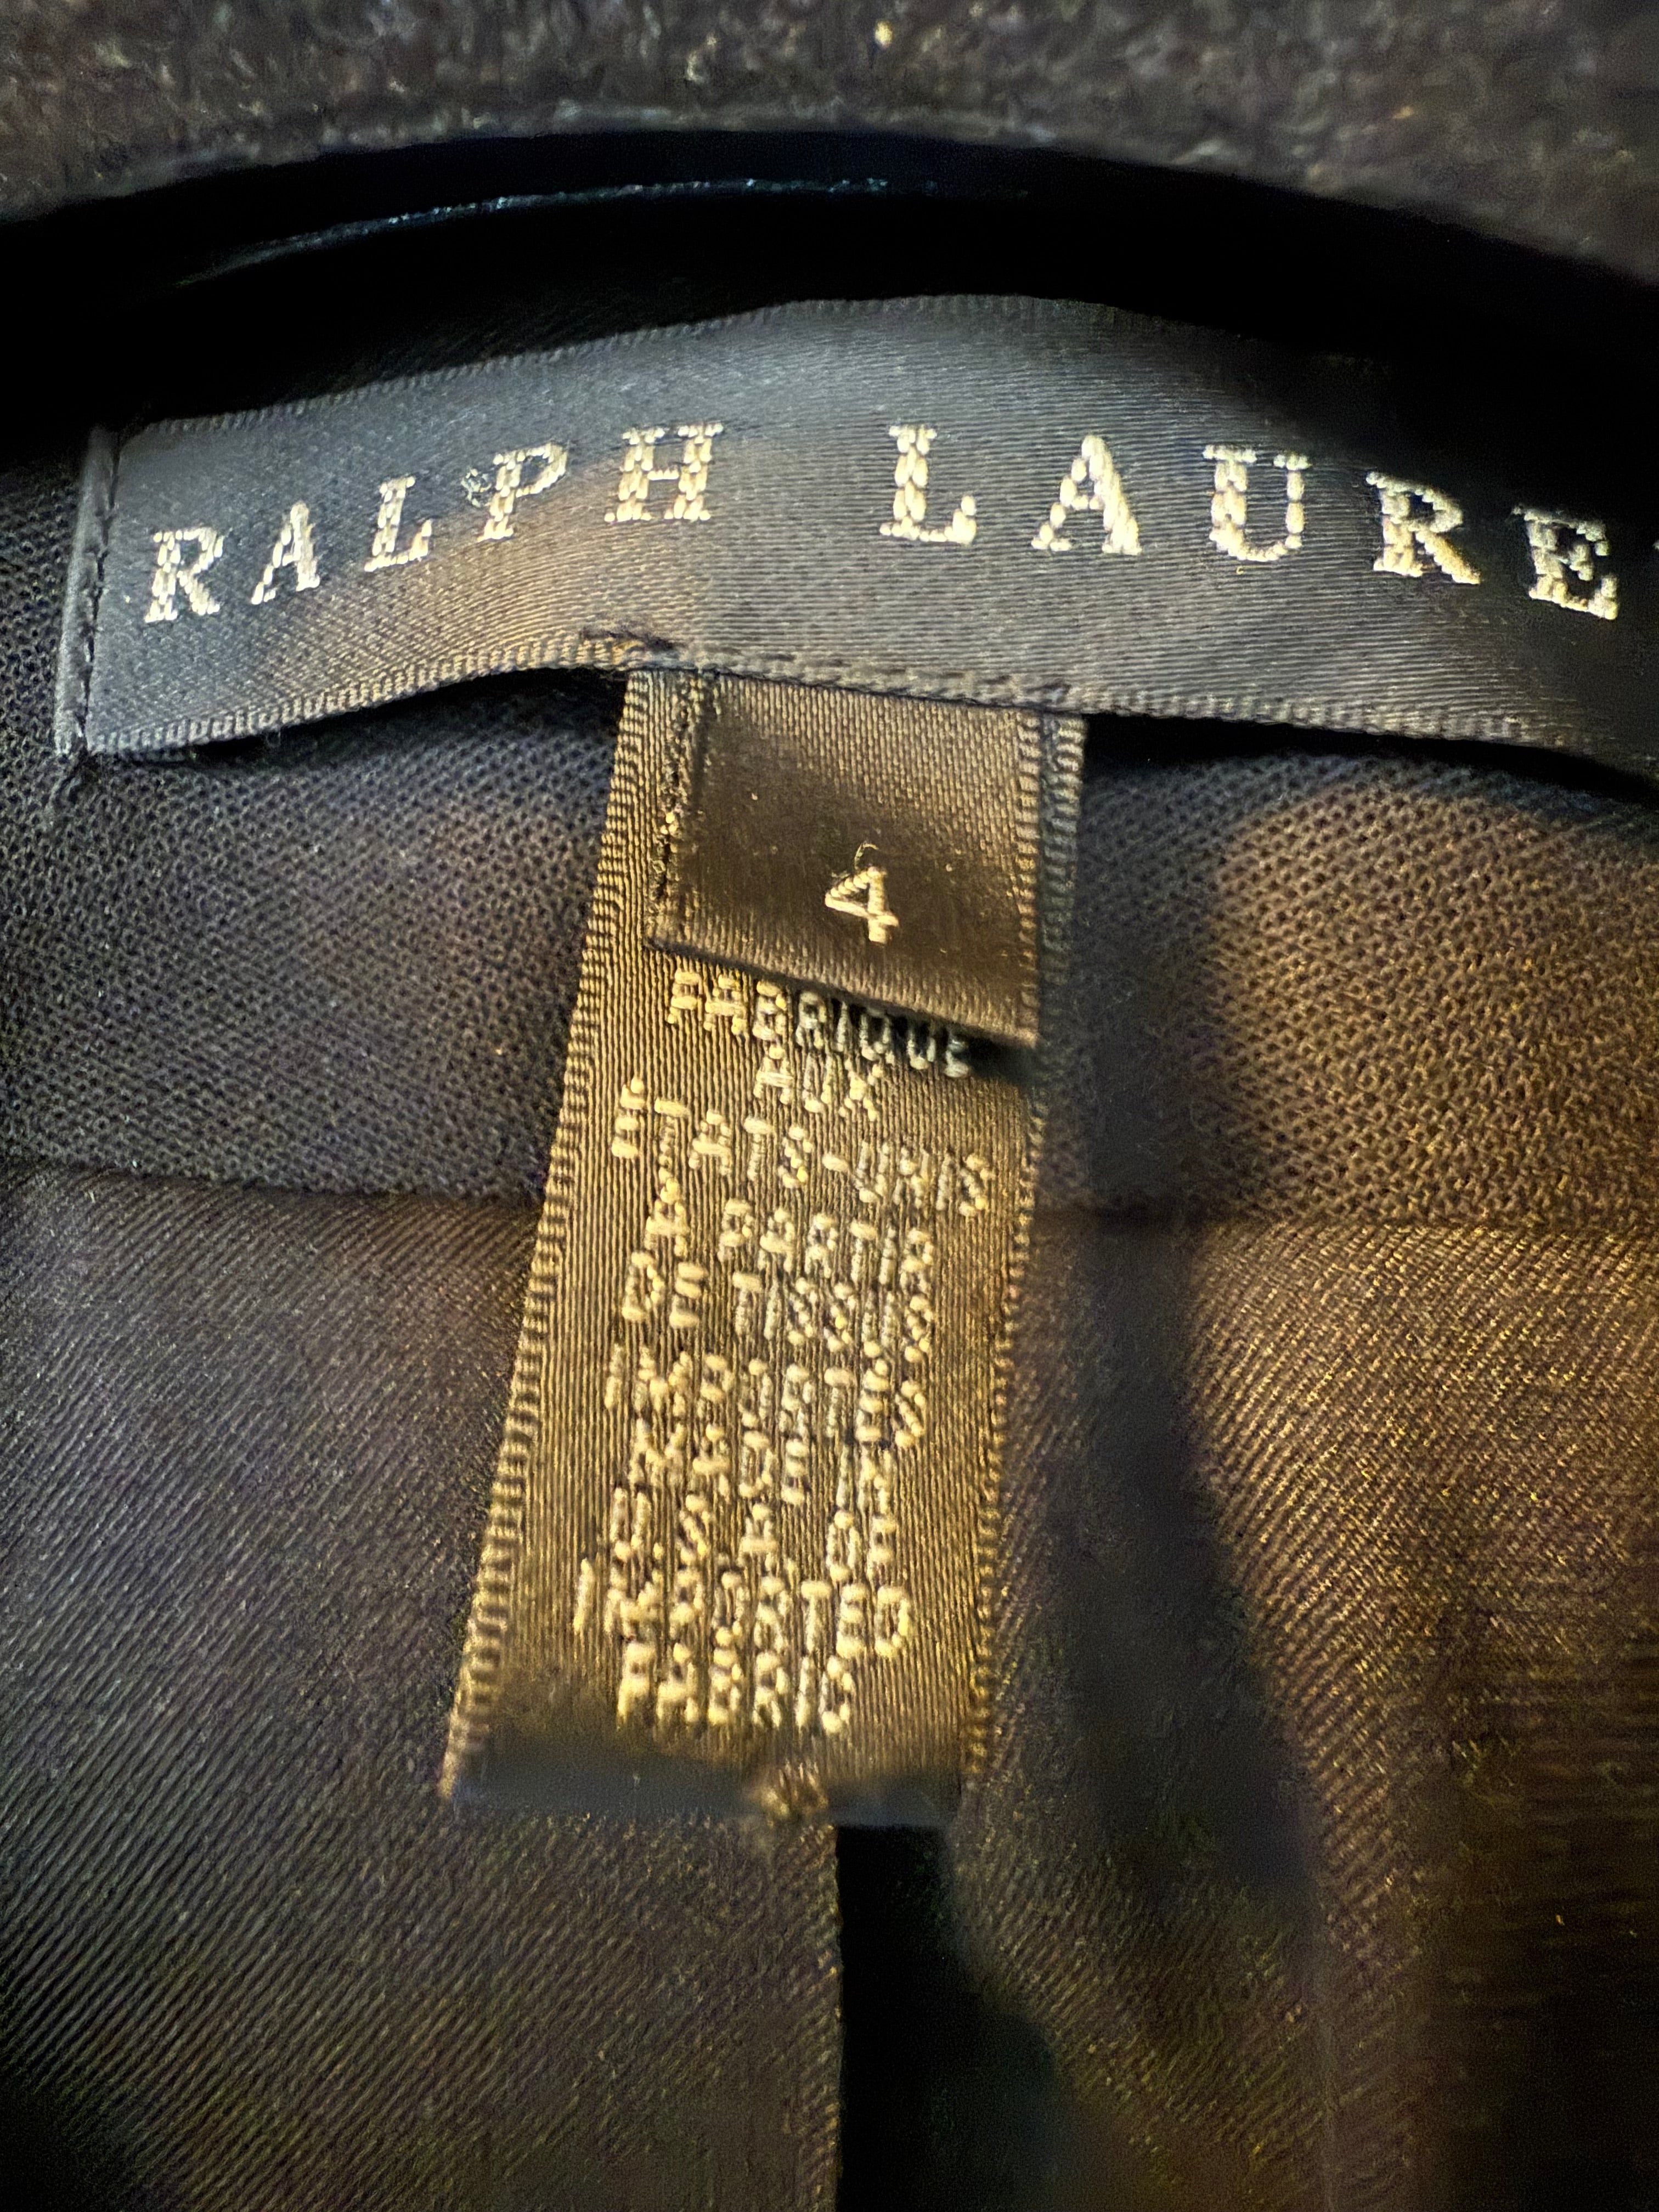 RALPH LAURE
4
FABRIQUE
AUX
ÉTATS-UNIS
À PARTIR
DE TISSUS
IMPORTÉS
MADE IN
U.S.A. OF
IMPORTED
FABRIC